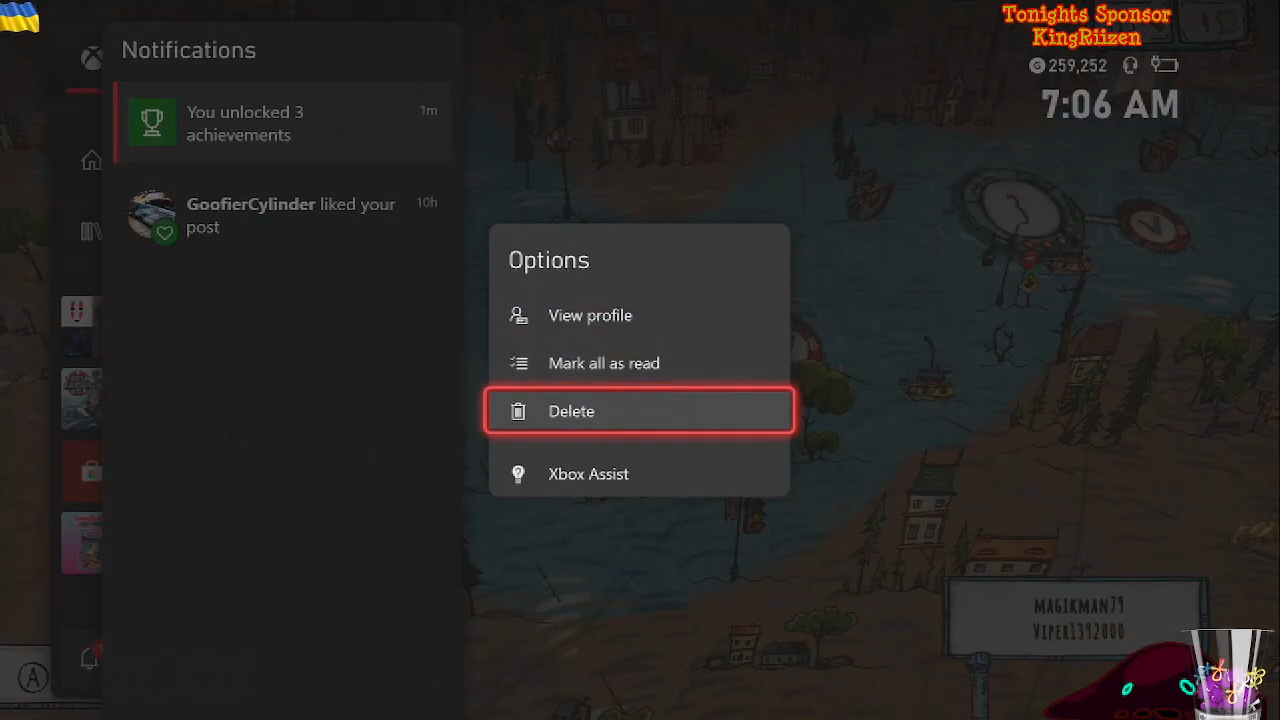 Tonights Sponsor
KingRiizen
Notifications
259,252
7:06 AM
You unlocked 3
achievements
1m
GoofierCylinder liked your
post
10h
Options
View profile
Mark all as read
Delete
Xbox Assist
MAGIKMAN79
VIPER1392000
A